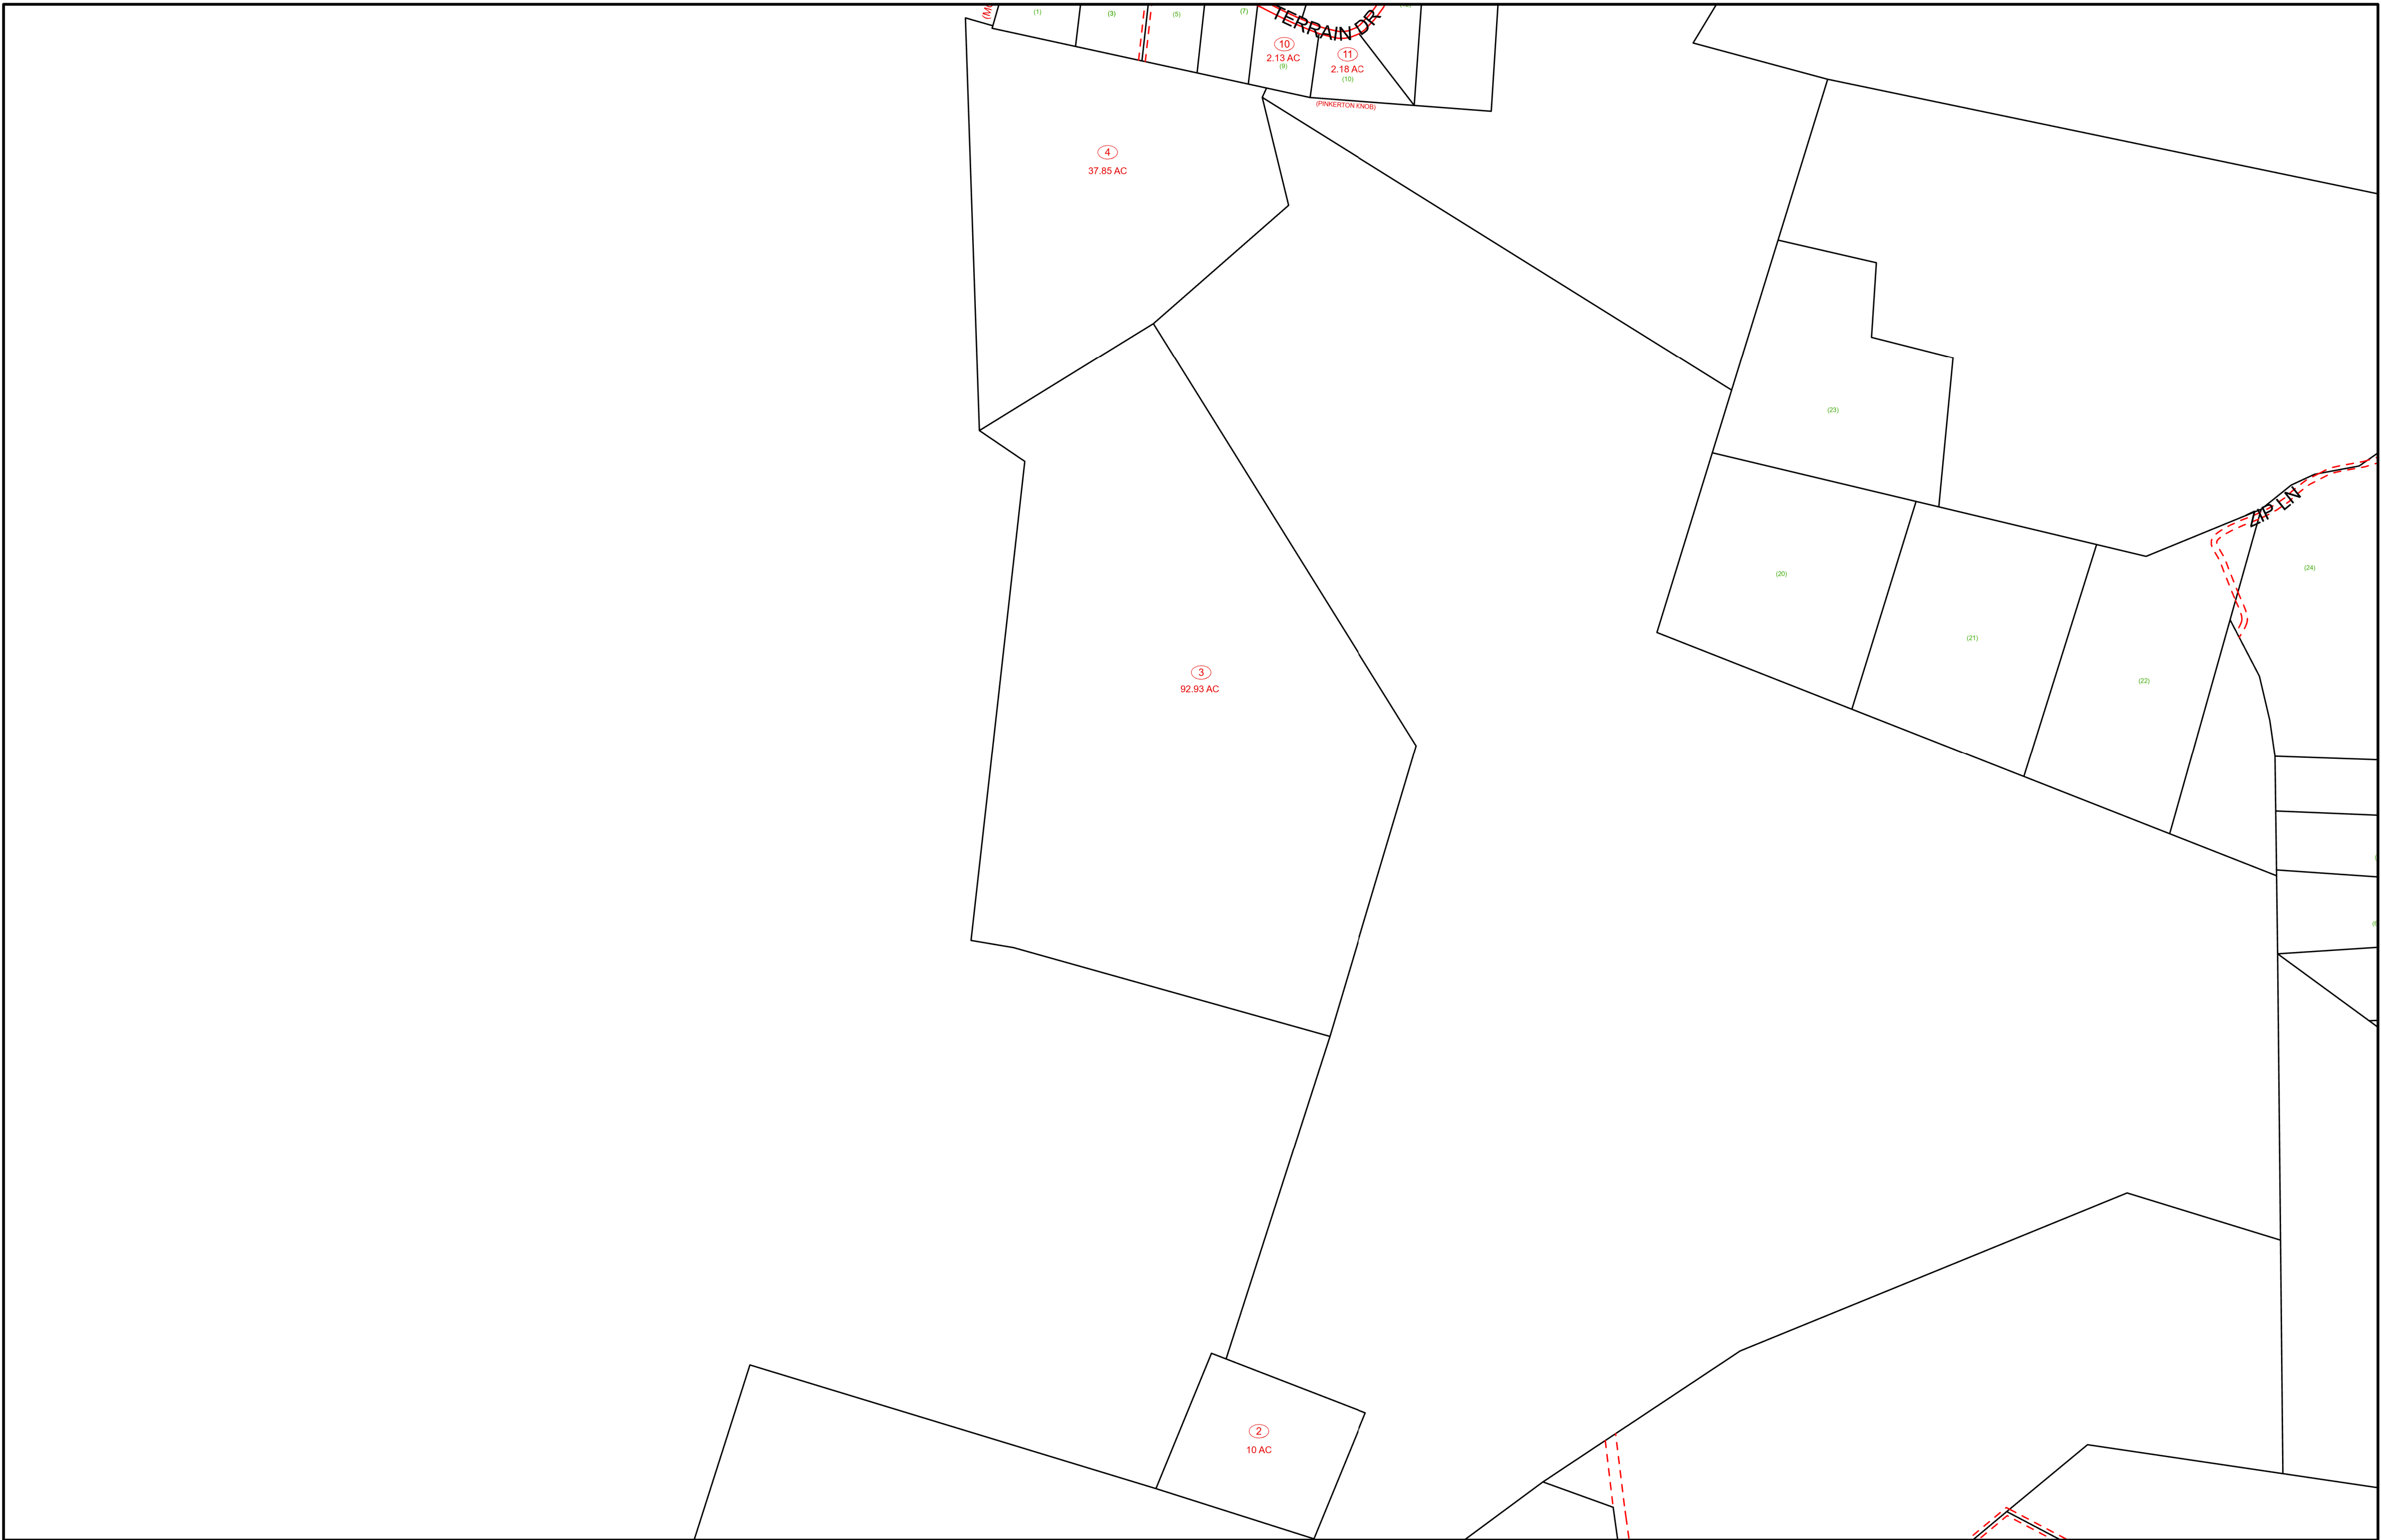 (1)
(3)
(5)
(7)
TERRAIN DR
10
2.13 AC
(9)
11
2.18 AC
(10)
(PINKERTON KNOB)
4
37.85 AC
(23)
ZIP LN
(20)
(24)
(21)
3
92.93 AC
(22)
2
10 AC